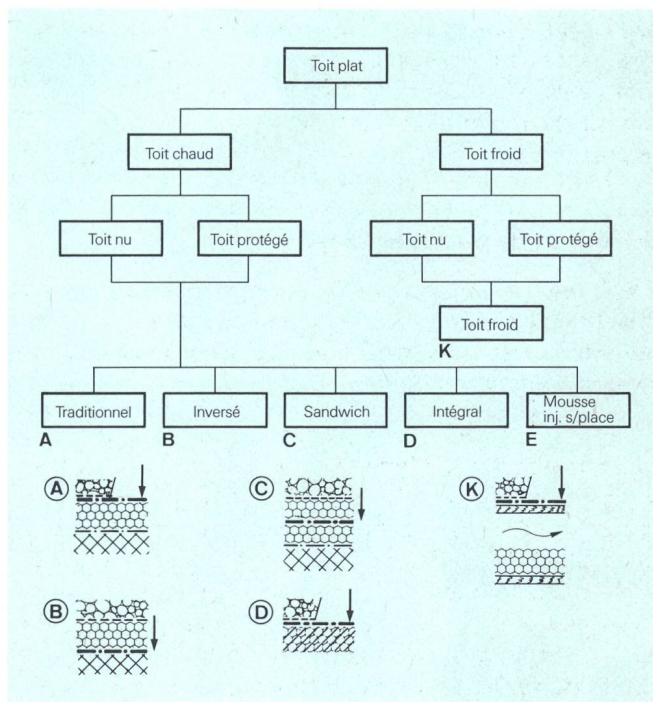 Toit plat
Toit chaud
Toit froid
Toit nu
Toit protégé
Toit nu
Toit protégé
Toit froid
K
Traditionnel
Inversé
Sandwich
Intégral
Mousse
inj. s/place
A
B
C
D
E
A
C
K
B
D